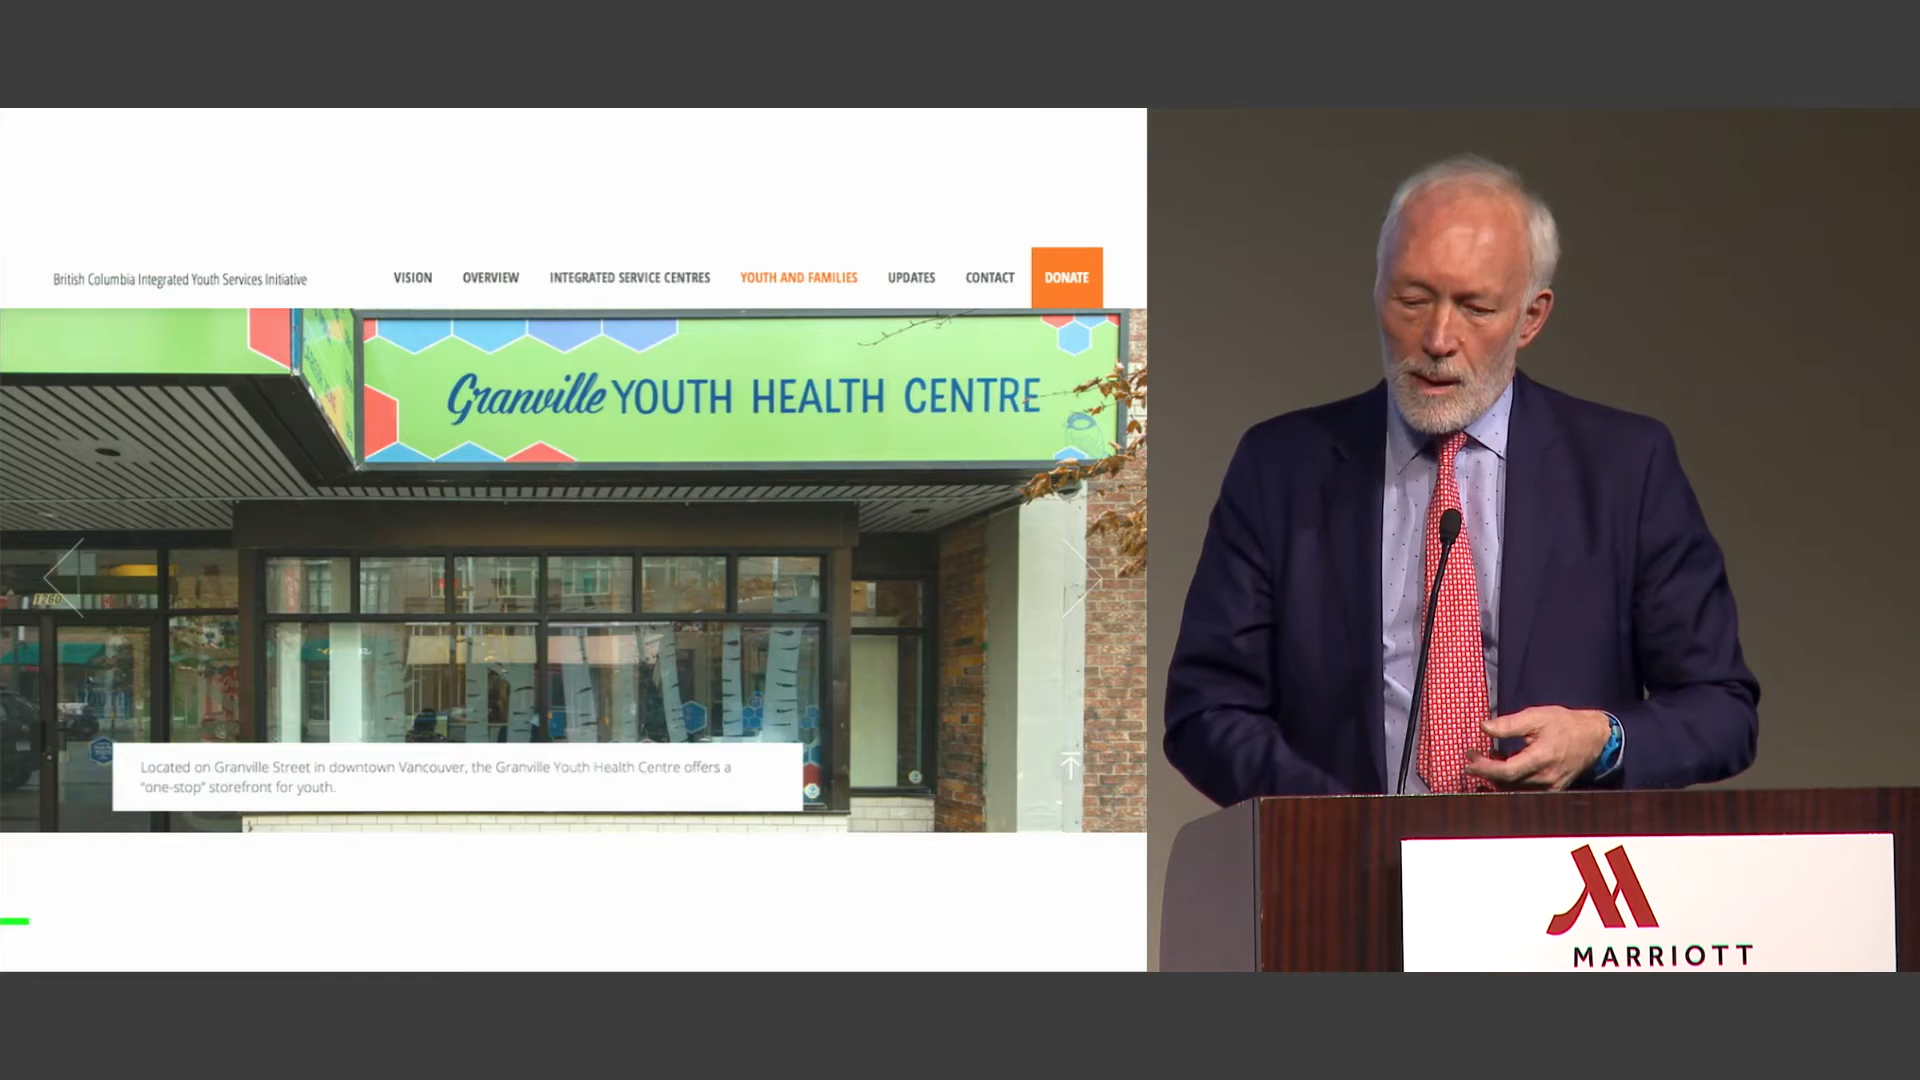 British Columbia Integrated Youth Services Initiative
VISION OVERVIEW INTEGRATED SERVICE CENTRES YOUTH AND FAMILIES UPDATES CONTACT DONATE
Granville YOUTH HEALTH CENTRE
1260
Located on Granville Street in downtown Vancouver, the Granville Youth Health Centre offers a
“one-stop” storefront for youth.
MARRIOTT